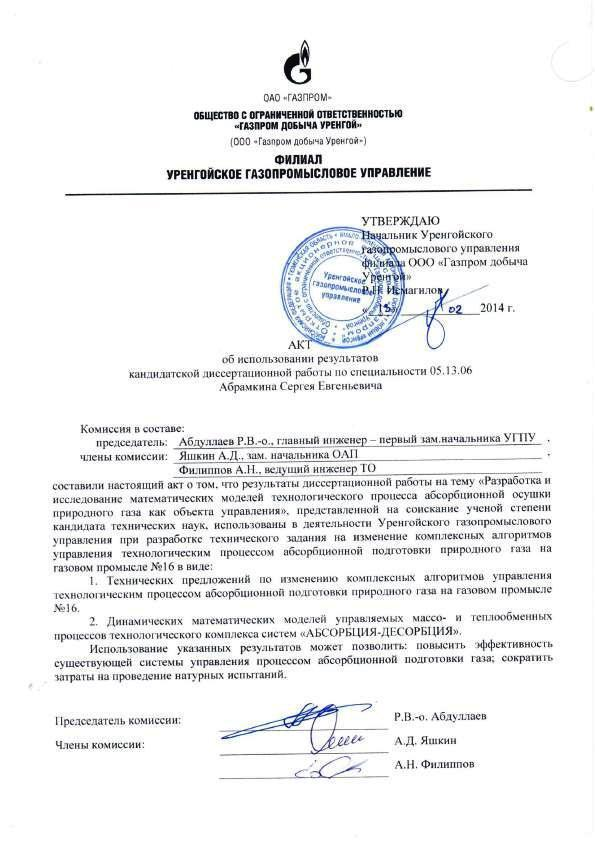 ОАО «ГАЗПРОМ»
ОБЩЕСТВО С ОГРАНИЧЕННОЙ ОТВЕТСТВЕННОСТЬЮ
«ГАЗПРОМ ДОБЫЧА УРЕНГОЙ»
(ООО «Газпром добыча Уренгой»)
ФИЛИАЛ
УРЕНГОЙСКОЕ ГАЗОПРОМЫСЛОВОЕ УПРАВЛЕНИЕ
УТВЕРЖДАЮ
Начальник Уренгойского
газопромыслового управления
филиала ООО «Газпром добыча
Уренгой»
Р.Н. Исмагилов
02 2014 г.
Уренгойское
газопромысловое
управление
АКТ
об использовании результатов
кандидатской диссертационной работы по специальности 05.13.06
Абрамкина Сергея Евгеньевича
Комиссия в составе:
председатель: Абдуллаев Р.В.-о., главный инженер – первый зам.начальника УГПУ ,
члены комиссии: Яшкин А.Д., зам. начальника ОАП ,
Филиппов А.Н., ведущий инженер ТО
составили настоящий акт о том, что результаты диссертационной работы на тему «Разработка и
исследование математических моделей технологического процесса абсорбционной осушки
природного газа как объекта управления», представленной на соискание ученой степени
кандидата технических наук, использованы в деятельности Уренгойского газопромыслового
управления при разработке технического задания на изменение комплексных алгоритмов
управления технологическим процессом абсорбционной подготовки природного газа на
газовом промысле №16 в виде:
1. Технических предложений по изменению комплексных алгоритмов управления
технологическим процессом абсорбционной подготовки природного газа на газовом промысле
№16.
2. Динамических математических моделей управляемых массо- и теплообменных
процессов технологического комплекса систем «АБСОРБЦИЯ-ДЕСОРБЦИЯ».
Использование указанных результатов может позволить: повысить эффективность
существующей системы управления процессом абсорбционной подготовки газа; сократить
затраты на проведение натурных испытаний.
Председатель комиссии: Р.В.-о. Абдуллаев
Члены комиссии: А.Д. Яшкин
А.Н. Филиппов